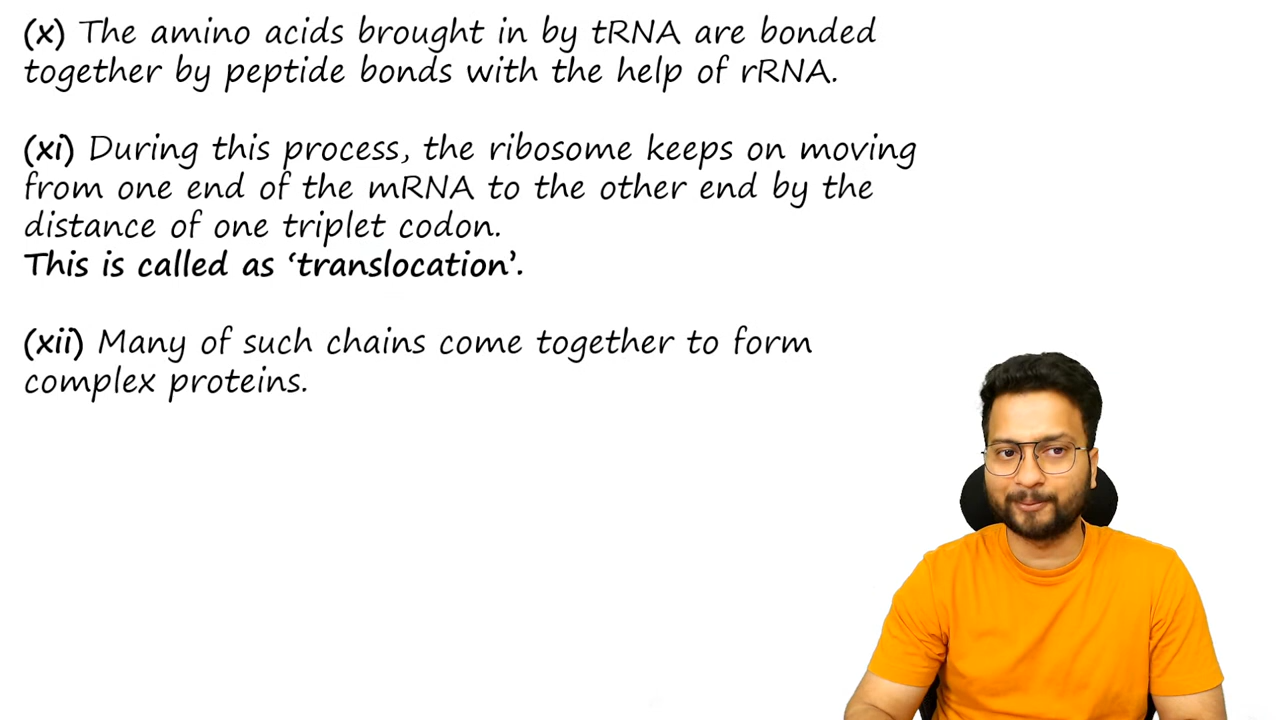 (x) The amino acids brought in by tRNA are bonded
together by peptide bonds with the help of rRNA.
(xi) During this process, the ribosome keeps on moving
from one end of the mRNA to the other end by the
distance of one triplet codon.
This is called as ‘translocation’.
(xii) Many of such chains come together to form
complex proteins.